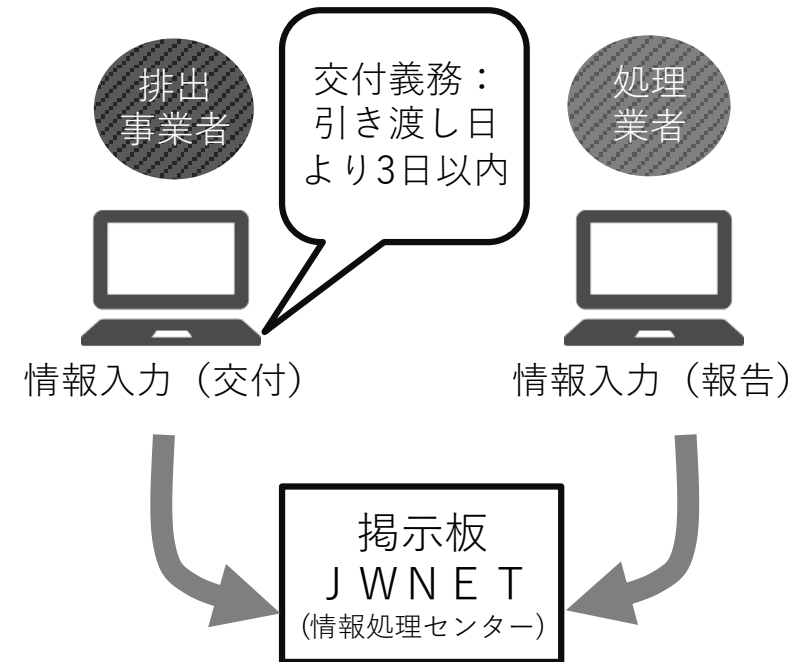 排出
事業者
交付義務：
引き渡し日
より3日以内
処理
業者
情報入力（交付）
情報入力（報告）
掲示板
ＪＷＮＥＴ
(情報処理センター)